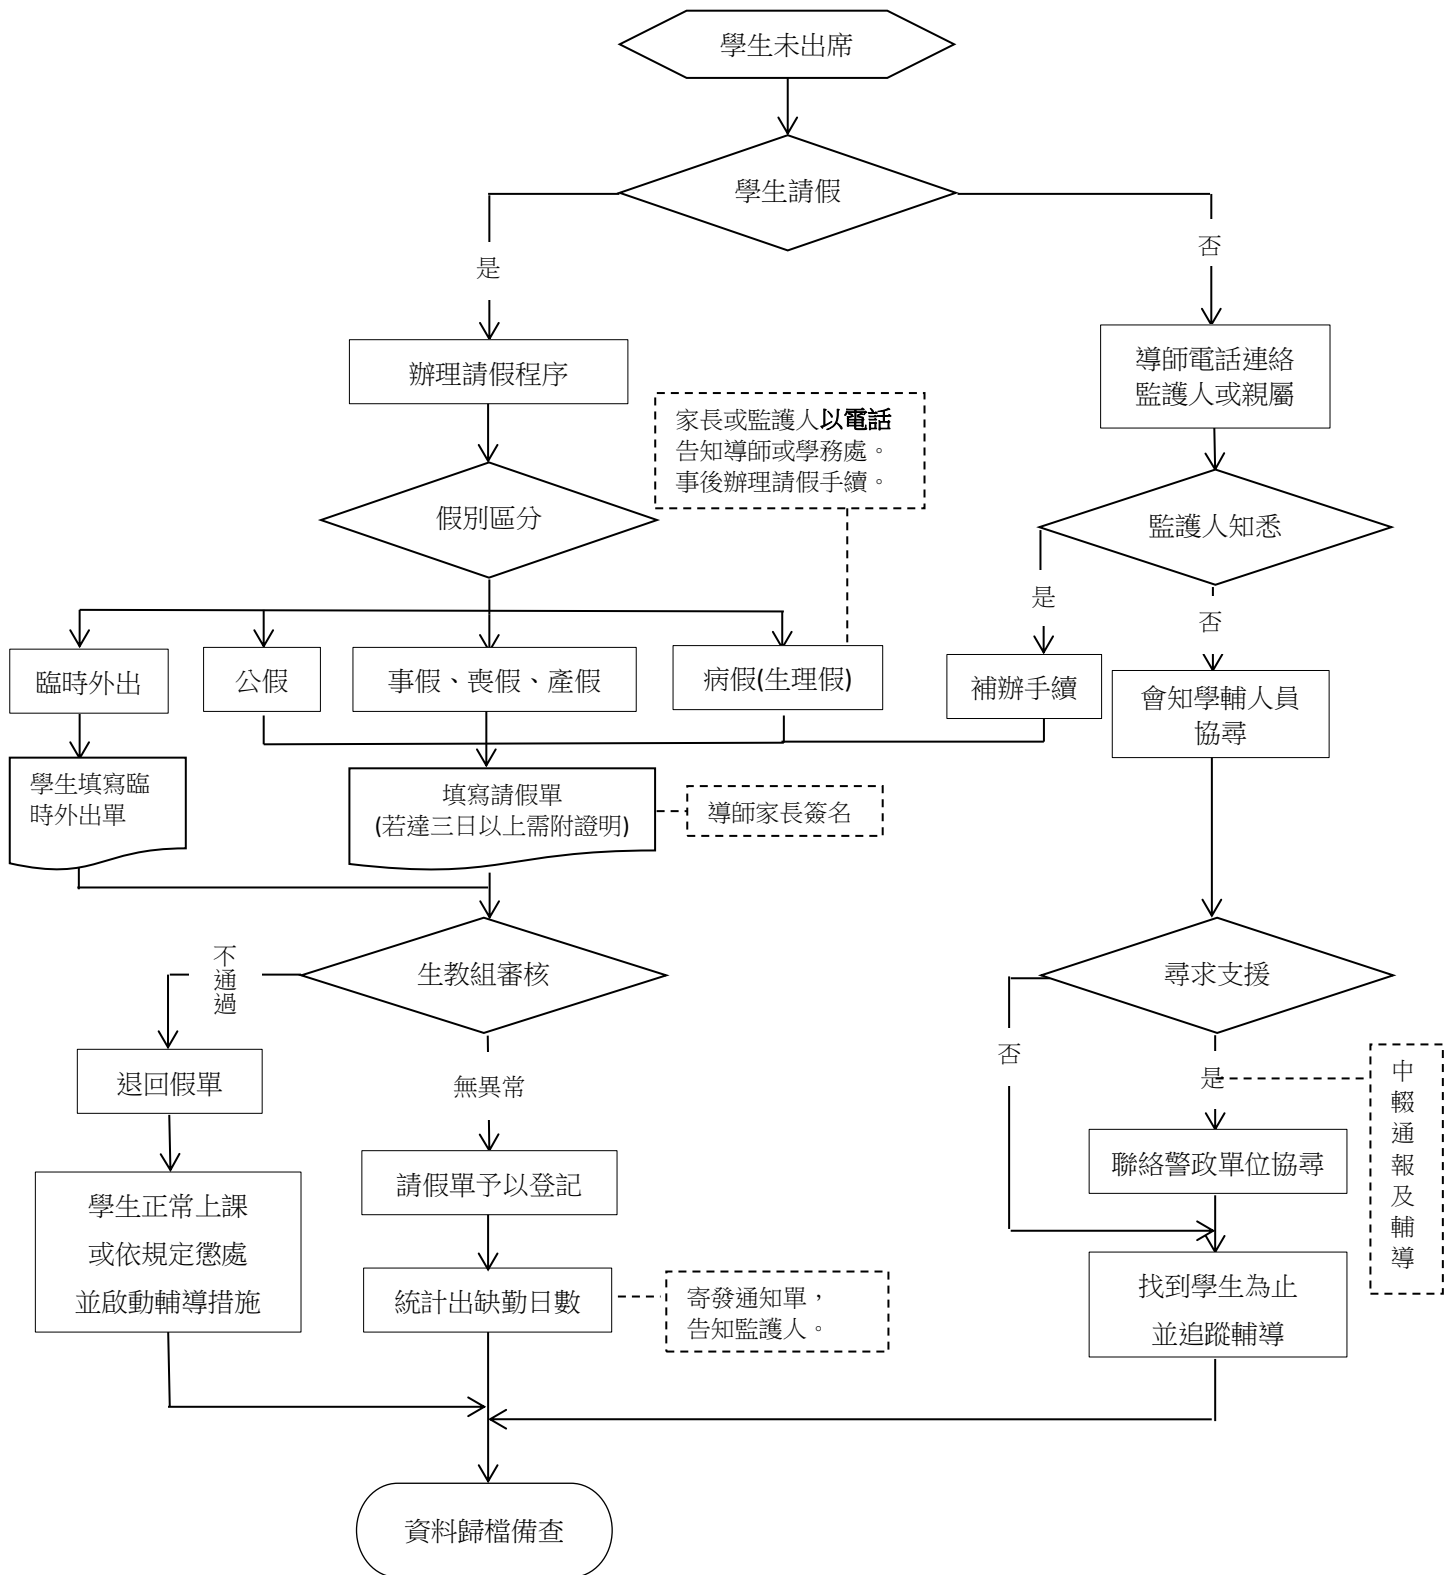 學生未出席
學生請假
是
否
辦理請假程序
導師電話連絡
監護人或親屬
家長或監護人以電話
告知導師或學務處。
事後辦理請假手續。
假別區分
監護人知悉
是
否
臨時外出
公假
事假、喪假、產假
病假(生理假)
補辦手續
會知學輔人員
協尋
學生填寫臨
時外出單
填寫請假單
(若達三日以上需附證明)
導師家長簽名
生教組審核
尋求支援
不
通
過
無異常
否
是
中
輟
通
報
及
輔
導
退回假單
聯絡警政單位協尋
請假單予以登記
學生正常上課
或依規定懲處
並啟動輔導措施
統計出缺勤日數
寄發通知單，
告知監護人。
找到學生為止
並追蹤輔導
資料歸檔備查